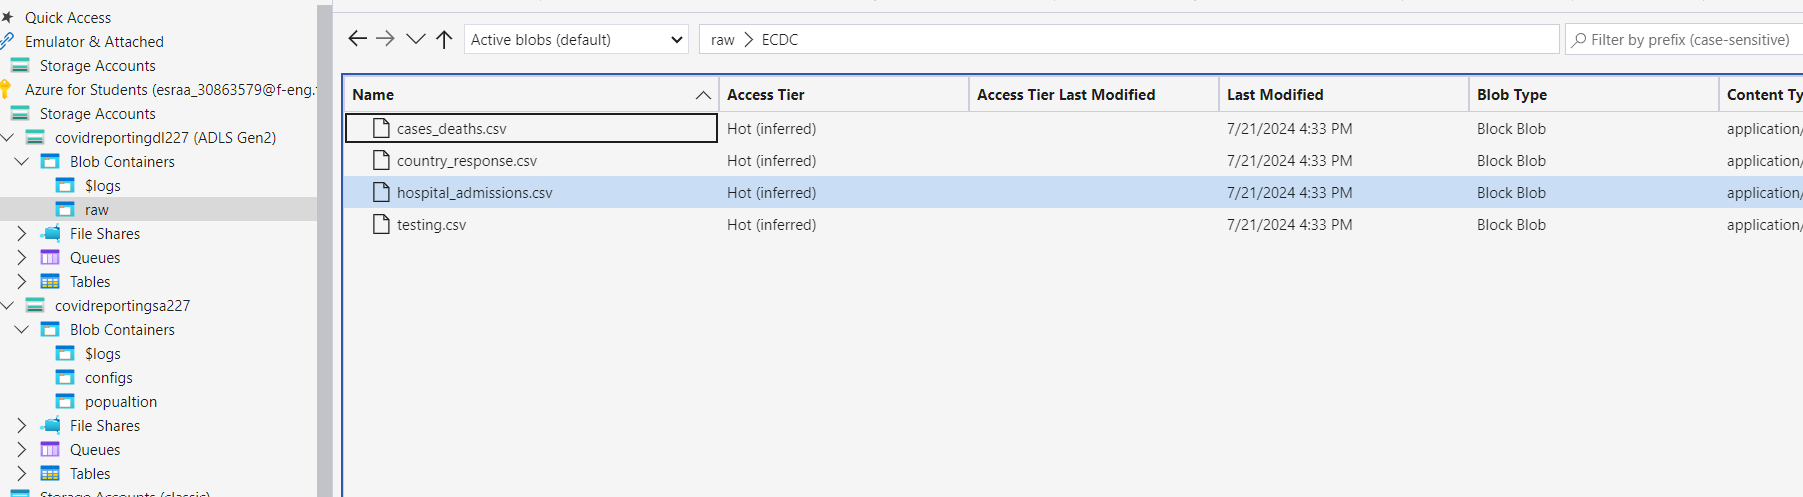 Quick Access
Emulator & Attached
Storage Accounts
Azure for Students (esraa_30863579@f-eng.
Storage Accounts
covidreportingdl227 (ADLS Gen2)
Blob Containers
$logs
raw
File Shares
Queues
Tables
covidreportingsa227
Blob Containers
$logs
configs
popualtion
File Shares
Queues
Tables
Storage Accounts (classic)
Active blobs (default) raw ECDC Filter by prefix (case-sensitive)
Name Access Tier Access Tier Last Modified Last Modified Blob Type Content Ty
cases_deaths.csv Hot (inferred) 7/21/2024 4:33 PM Block Blob application/
country_response.csv Hot (inferred) 7/21/2024 4:33 PM Block Blob application/
hospital_admissions.csv Hot (inferred) 7/21/2024 4:33 PM Block Blob application/
testing.csv Hot (inferred) 7/21/2024 4:33 PM Block Blob application/